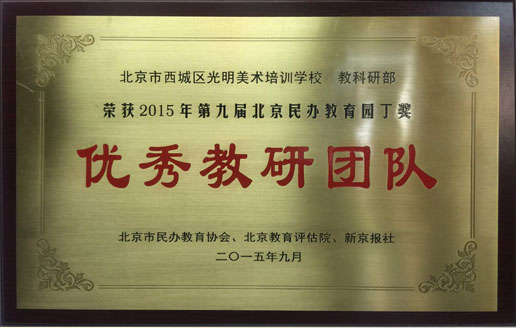 北京市西城区光明美术培训学校 教科研部
荣获2015年第九届北京民办教育园丁奖
优秀教研团队
北京市民办教育协会、北京教育评估院、新京报社
二〇一五年九月